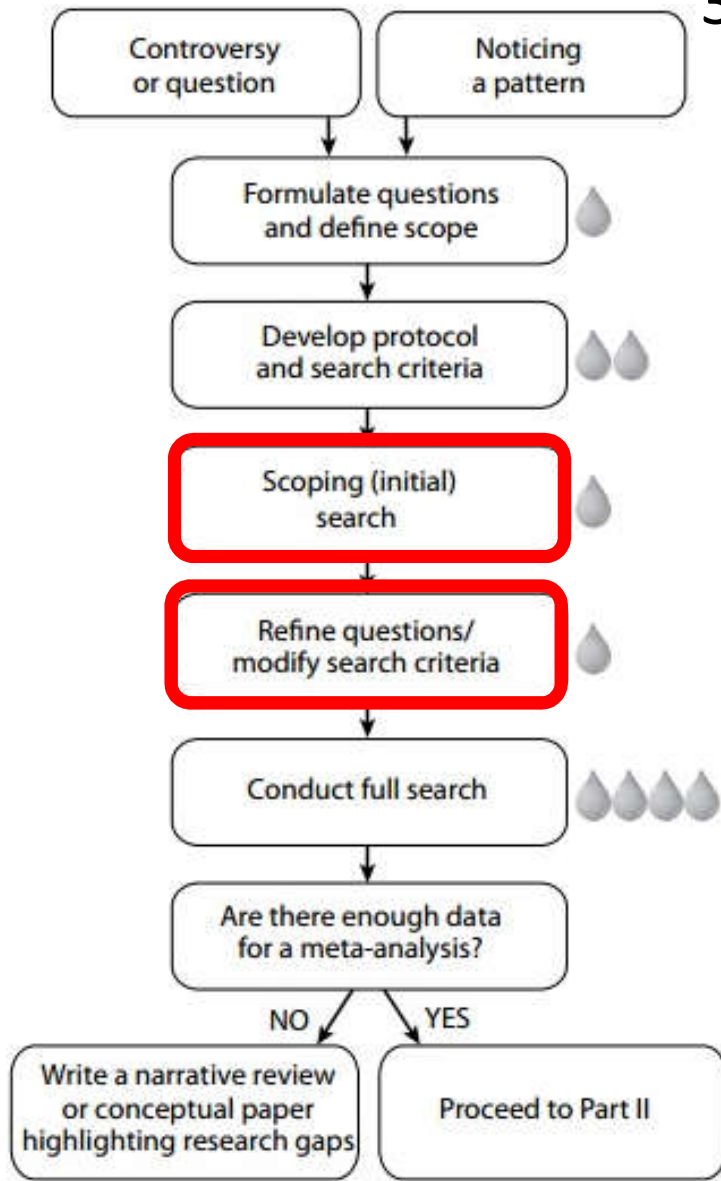 Controversy
or question
Noticing
a pattern
Formulate questions
and define scope
Develop protocol
and search criteria
Scoping (initial)
search
Refine questions/
modify search criteria
Conduct full search
Are there enough data
for a meta-analysis?
NO
YES
Write a narrative review
or conceptual paper
highlighting research gaps
Proceed to Part II